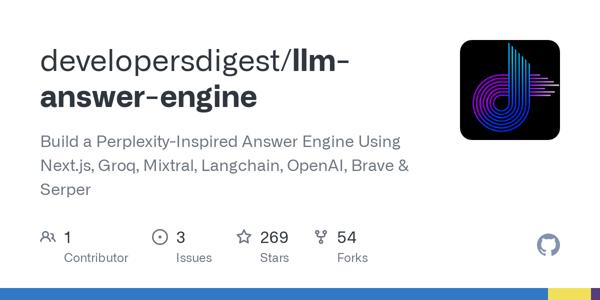 developersdigest/llm-
answer-engine
Build a Perplexity-Inspired Answer Engine Using
Next.js, Groq, Mixtral, Langchain, OpenAI, Brave &
Serper
1 3 269 54
Contributor Issues Stars Forks